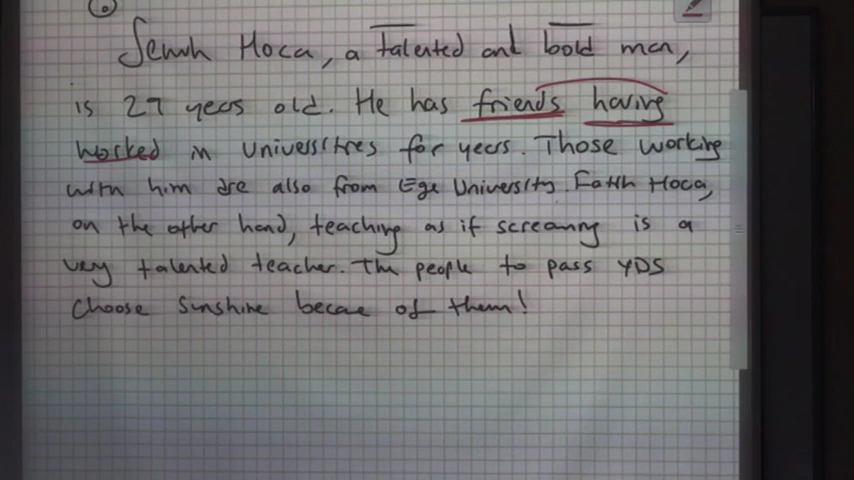 Semih Hoca, a talented and bold man,
is 27 years old. He has friends having
worked in Universities for years. Those working
with him are also from Ege University. Fatih Hoca,
on the other hand, teaching as if screaming is a
very talented teacher. The people to pass YDS
choose Sunshine becaue of them!